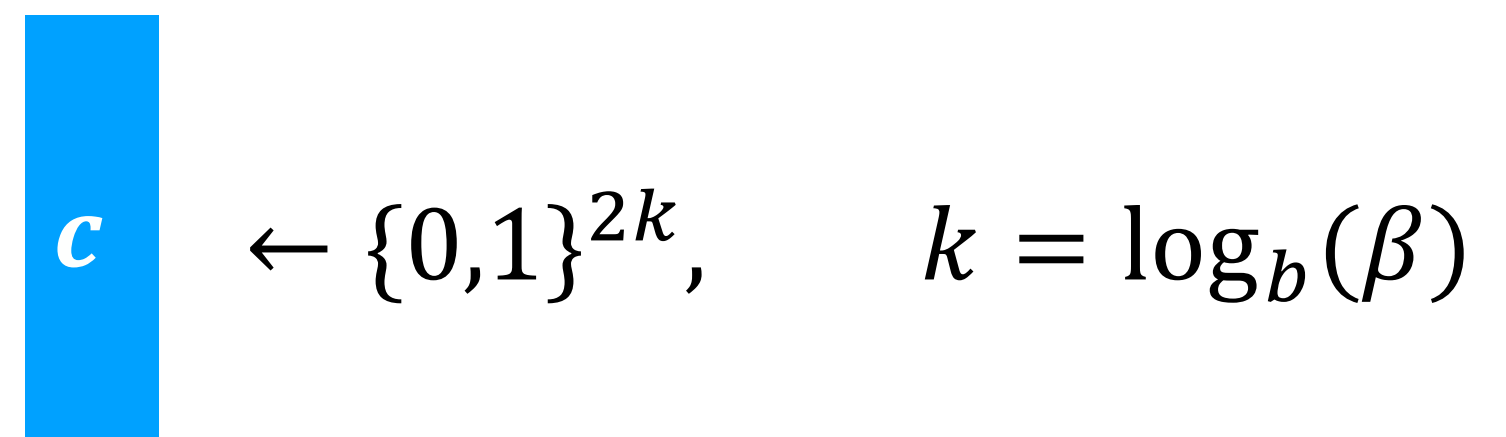 c ← {0,1}²ᵏ, k = log_b(β)